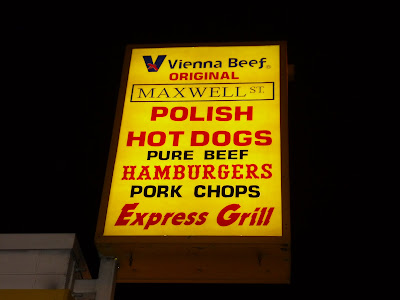 Vienna Beef®
ORIGINAL
MAXWELL ST.
POLISH
HOT DOGS
PURE BEEF
HAMBURGERS
PORK CHOPS
Express Grill